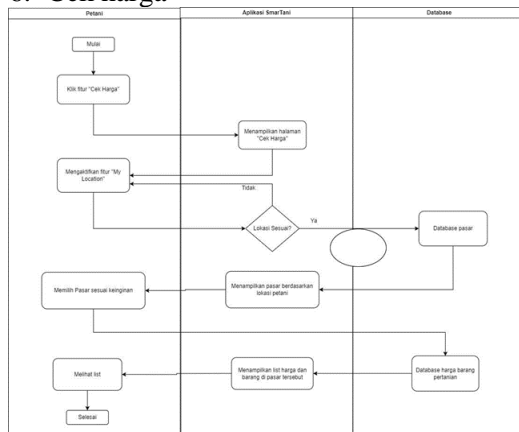 6. Cek harga
Petani
Aplikasi SmarTani
Database
Mulai
Klik fitur "Cek Harga"
Menampilkan halaman
"Cek Harga"
Mengaktifkan fitur "My
Location"
Tidak
Lokasi Sesuai?
Ya
Database pasar
Menampilkan pasar berdasarkan
lokasi petani
Memilih Pasar sesuai keinginan
Database harga barang
pertanian
Menampilkan list harga dan
barang di pasar tersebut
Melihat list
Selesai